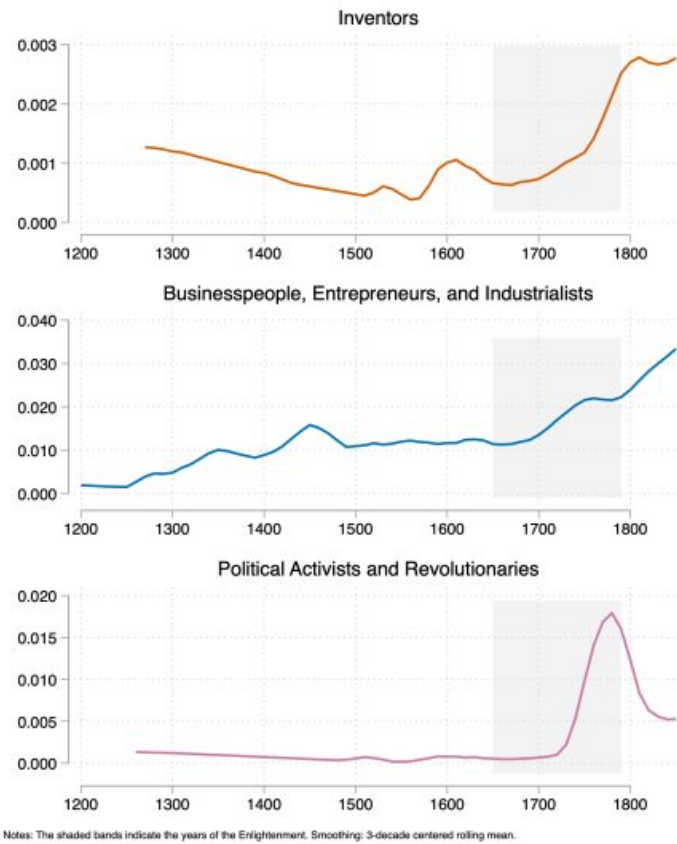 Inventors
0.003
0.002
0.001
0.000
1200 1300 1400 1500 1600 1700 1800
Businesspeople, Entrepreneurs, and Industrialists
0.040
0.030
0.020
0.010
0.000
1200 1300 1400 1500 1600 1700 1800
Political Activists and Revolutionaries
0.020
0.015
0.010
0.005
0.000
1200 1300 1400 1500 1600 1700 1800
Notes: The shaded bands indicate the years of the Enlightenment. Smoothing: 3-decade centered rolling mean.